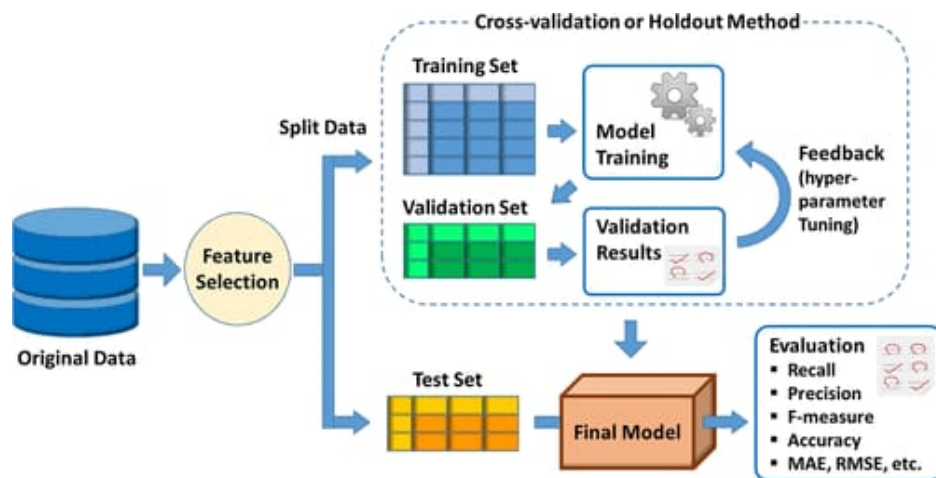 Cross-validation or Holdout Method
Training Set
Split Data
Model
Training
Feedback
(hyper-
parameter
Tuning)
Validation Set
Validation
Results
Feature
Selection
Original Data
Test Set
Final Model
Evaluation
▪ Recall
▪ Precision
▪ F-measure
▪ Accuracy
▪ MAE, RMSE, etc.